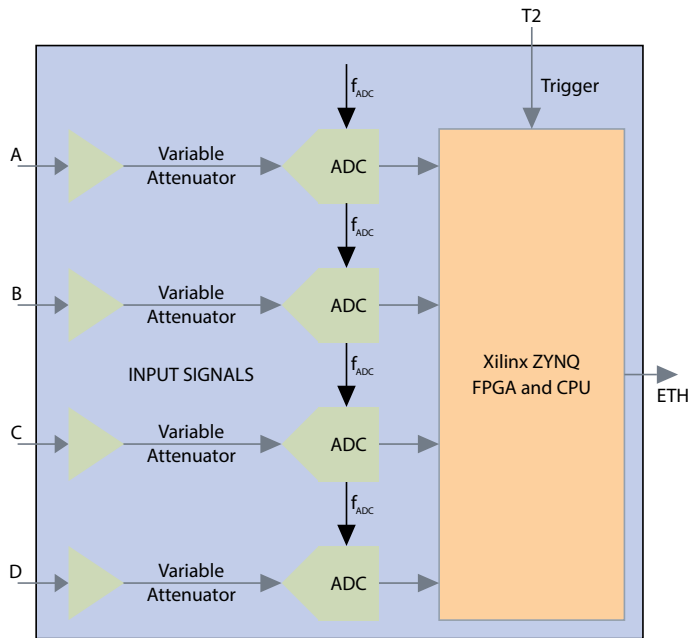 T2
Trigger
f_ADC
A
Variable
Attenuator
ADC
f_ADC
B
Variable
Attenuator
ADC
INPUT SIGNALS
f_ADC
Xilinx ZYNQ
FPGA and CPU
ETH
C
Variable
Attenuator
ADC
f_ADC
D
Variable
Attenuator
ADC